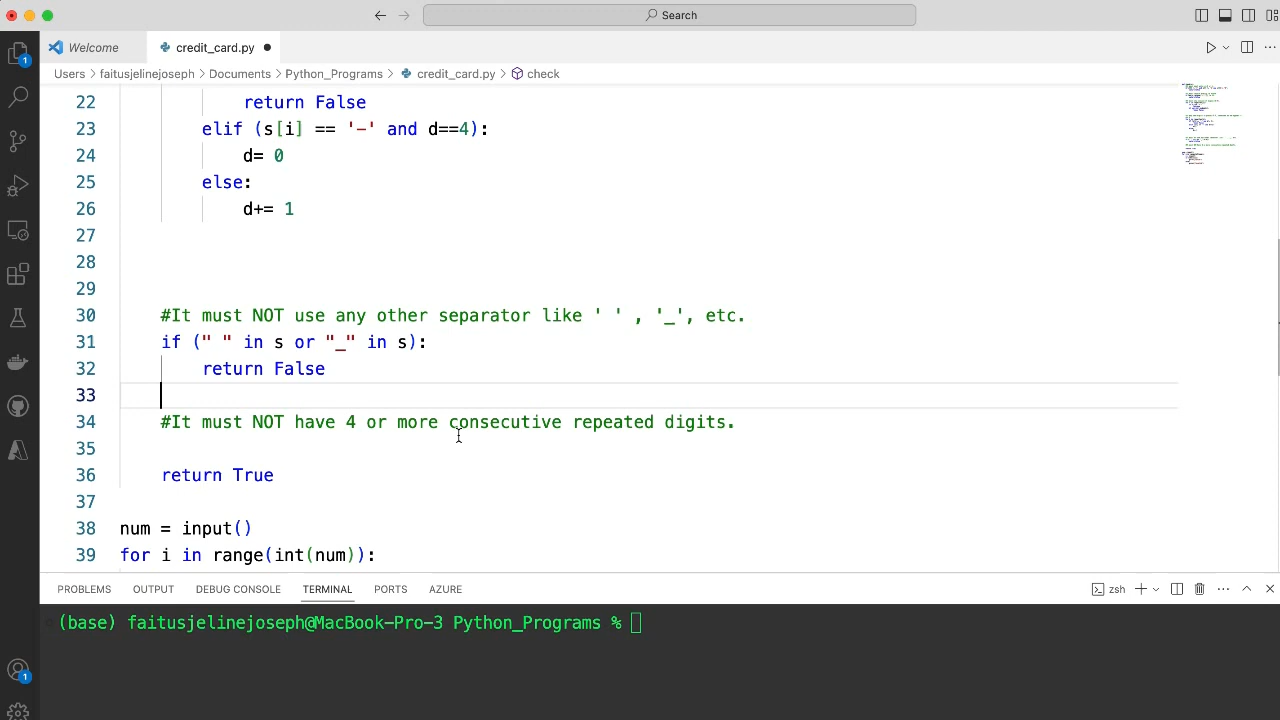 Search
Welcome
credit_card.py
Users > faitusjelinejoseph > Documents > Python_Programs > credit_card.py > check
22 return False
23 elif (s[i] == '-' and d==4):
24 d= 0
25 else:
26 d+= 1
27
28
29
30 #It must NOT use any other separator like ' ' , '_', etc.
31 if (" " in s or "_" in s):
32 return False
33
34 #It must NOT have 4 or more consecutive repeated digits.
35
36 return True
37
38 num = input()
39 for i in range(int(num)):
PROBLEMS OUTPUT DEBUG CONSOLE TERMINAL PORTS AZURE zsh
(base) faitusjelinejoseph@MacBook-Pro-3 Python_Programs %
1
1